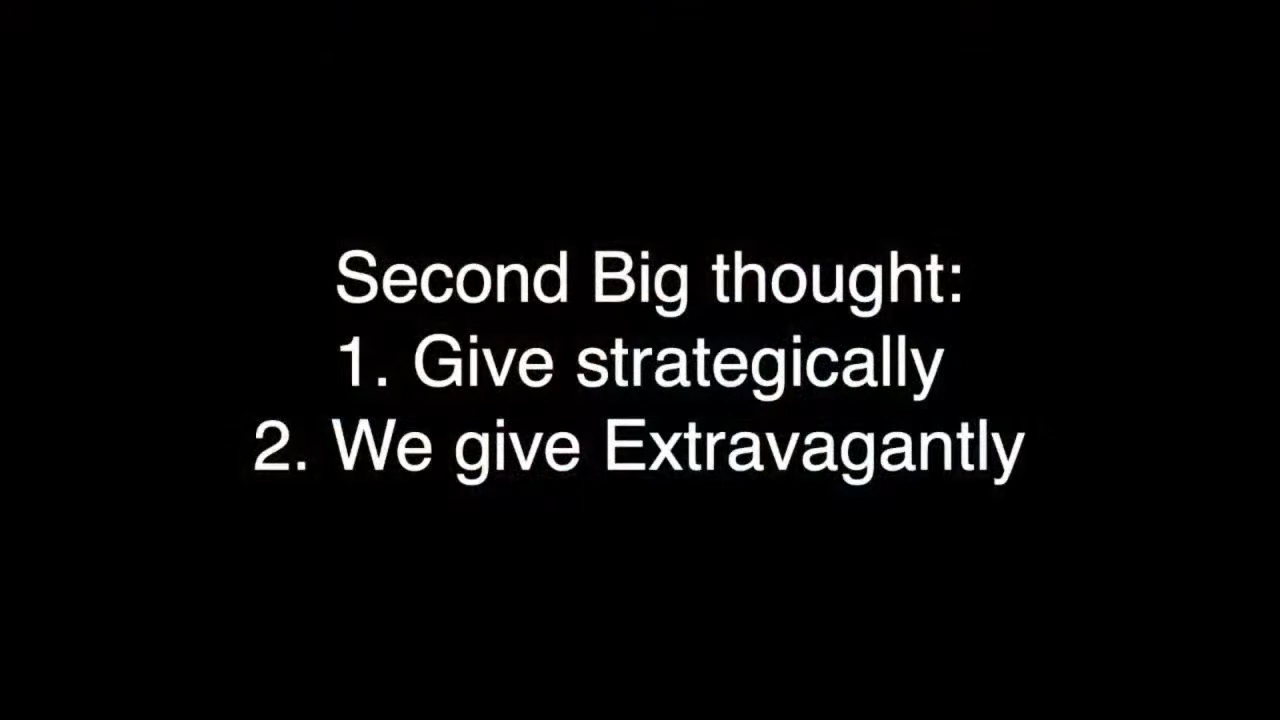 Second Big thought:
1. Give strategically
2. We give Extravagantly